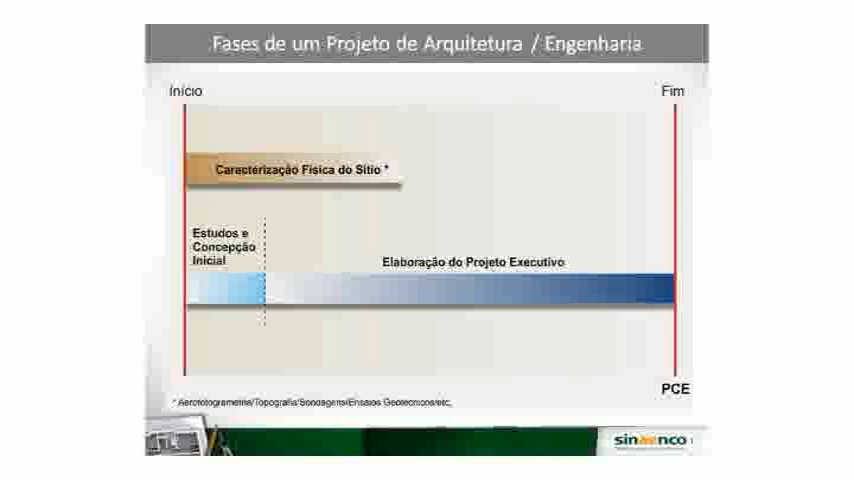 Fases de um Projeto de Arquitetura / Engenharia
Início
Fim
Caracterização Física do Sítio *
Estudos e
Concepção
Inicial
Elaboração do Projeto Executivo
PCE
* Aerofotogrametria/Topografia/Sondagens/Ensaios Geotécnicos/etc.
sinaenco